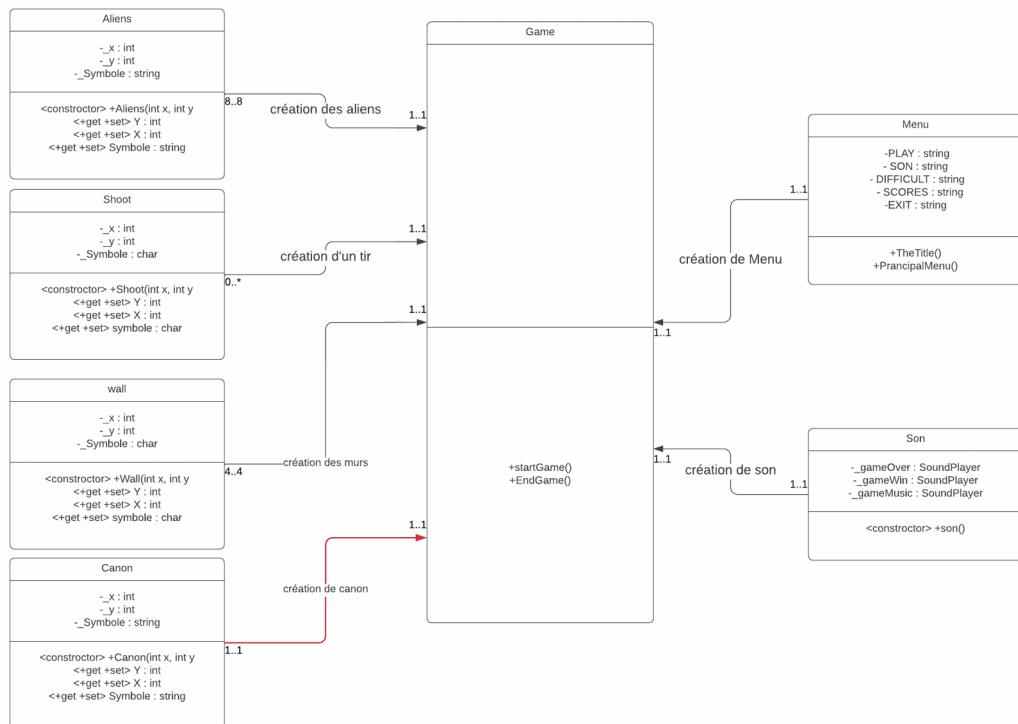 Aliens
-_x : int
-_y : int
-_Symbole : string
<constroctor> +Aliens(int x, int y
<+get +set> Y : int
<+get +set> X : int
<+get +set> Symbole : string
8..8
création des aliens
1..1
Shoot
-_x : int
-_y : int
-_Symbole : char
<constroctor> +Shoot(int x, int y
<+get +set> Y : int
<+get +set> X : int
<+get +set> symbole : char
0..*
création d'un tir
1..1
wall
-_x : int
-_y : int
-_Symbole : char
<constroctor> +Wall(int x, int y
<+get +set> Y : int
<+get +set> X : int
<+get +set> symbole : char
4..4
création des murs
1..1
Canon
-_x : int
-_y : int
-_Symbole : string
<constroctor> +Canon(int x, int y
<+get +set> Y : int
<+get +set> X : int
<+get +set> Symbole : string
1..1
création de canon
1..1
Game
+startGame()
+EndGame()
Menu
-PLAY : string
- SON : string
- DIFFICULT : string
- SCORES : string
-EXIT : string
+TheTitle()
+PrancipalMenu()
1..1
création de Menu
1..1
Son
-_gameOver : SoundPlayer
-_gameWin : SoundPlayer
-_gameMusic : SoundPlayer
<constroctor> +son()
1..1
création de son
1..1